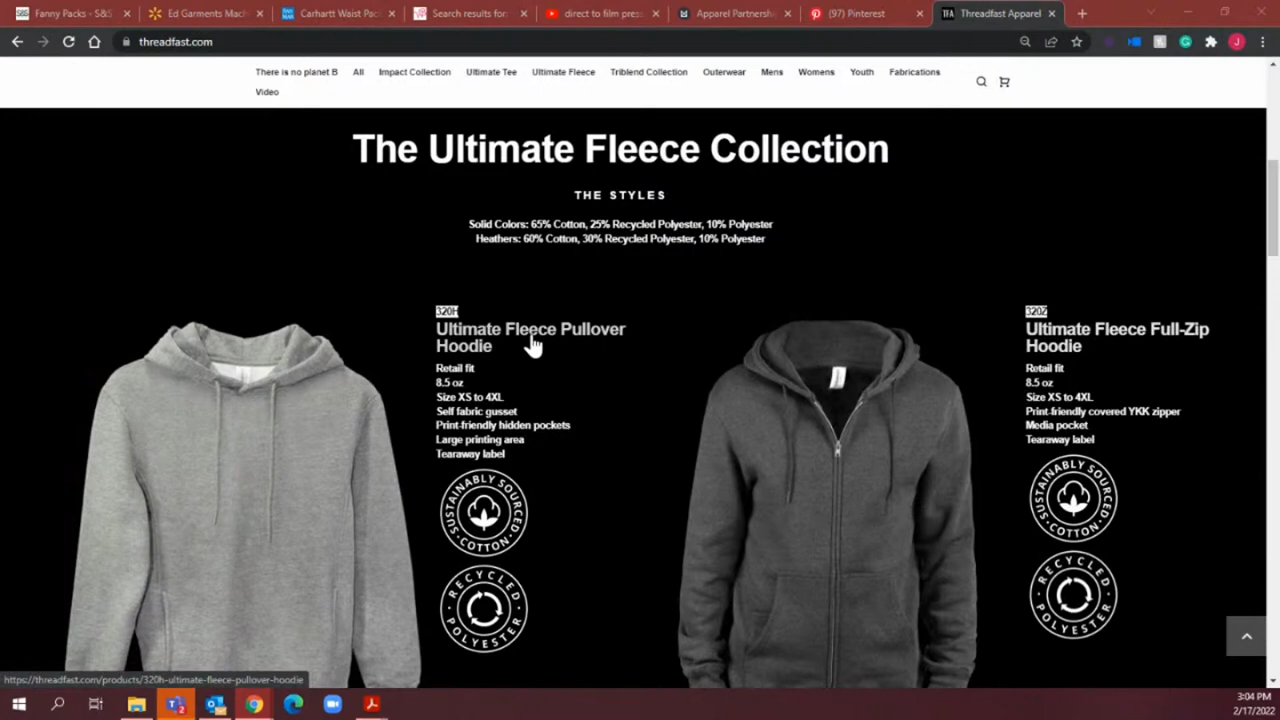 Fanny Packs - S&S
Ed Garments Mach
Carhartt Waist Pac
Search results for:
direct to film press
Apparel Partnership
(97) Pinterest
Threadfast Apparel
threadfast.com
There is no planet B
All
Impact Collection
Ultimate Tee
Ultimate Fleece
Triblend Collection
Outerwear
Mens
Womens
Youth
Fabrications
Video
The Ultimate Fleece Collection
THE STYLES
Solid Colors: 65% Cotton, 25% Recycled Polyester, 10% Polyester
Heathers: 60% Cotton, 30% Recycled Polyester, 10% Polyester
320H
Ultimate Fleece Pullover
Hoodie
Retail fit
8.5 oz
Size XS to 4XL
Self fabric gusset
Print-friendly hidden pockets
Large printing area
Tearaway label
SUSTAINABLY SOURCED
COTTON
RECYCLED
POLYESTER
320Z
Ultimate Fleece Full-Zip
Hoodie
Retail fit
8.5 oz
Size XS to 4XL
Print-friendly covered YKK zipper
Media pocket
Tearaway label
SUSTAINABLY SOURCED
COTTON
RECYCLED
POLYESTER
https://threadfast.com/products/320h-ultimate-fleece-pullover-hoodie
3:04 PM
2/17/2022